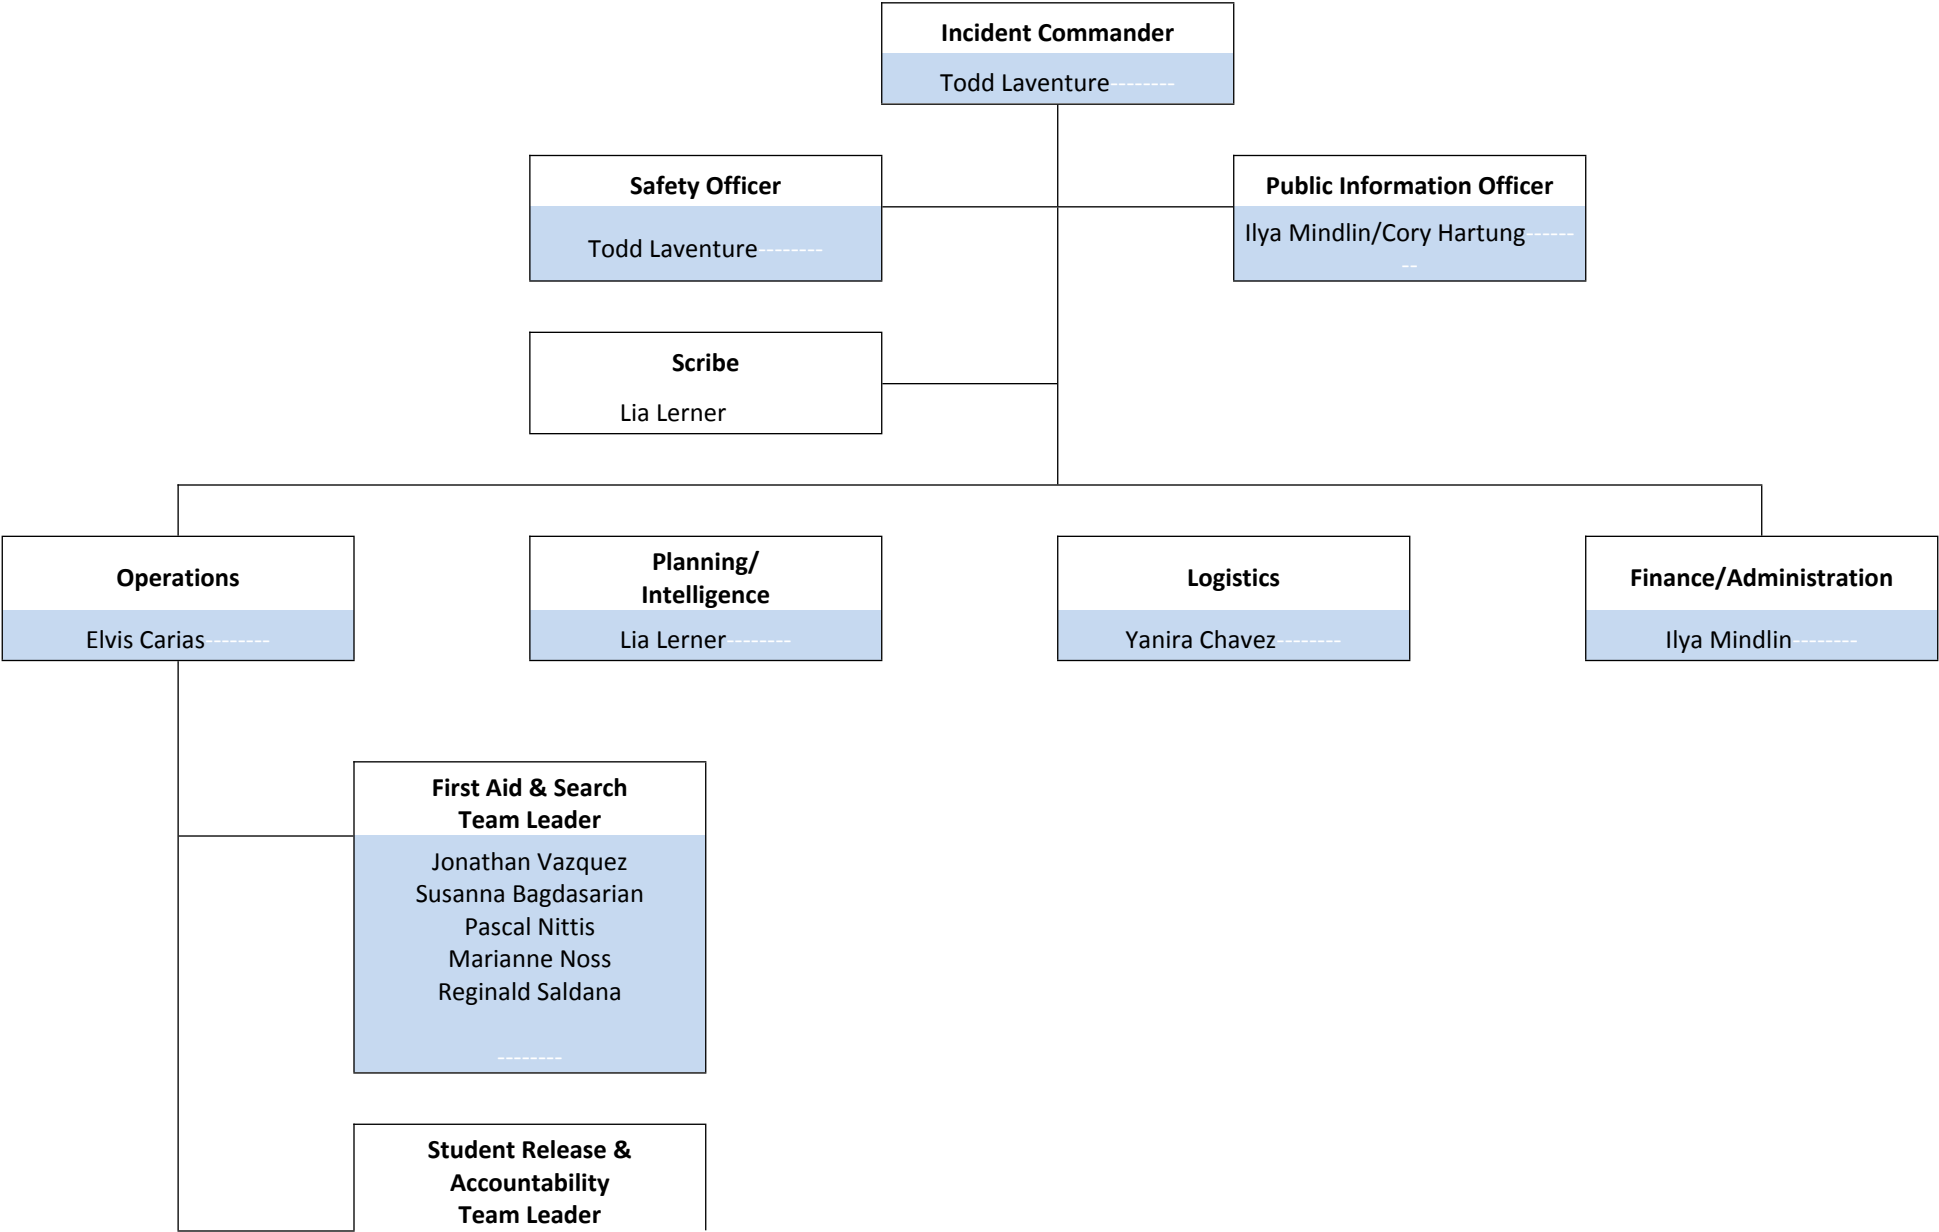 Incident Commander
Todd Laventure--------
Safety Officer
Todd Laventure--------
Public Information Officer
Ilya Mindlin/Cory Hartung------
--
Scribe
Lia Lerner
Operations
Elvis Carias--------
Planning/
Intelligence
Lia Lerner--------
Logistics
Yanira Chavez--------
Finance/Administration
Ilya Mindlin--------
First Aid & Search
Team Leader
Jonathan Vazquez
Susanna Bagdasarian
Pascal Nittis
Marianne Noss
Reginald Saldana
--------
Student Release &
Accountability
Team Leader